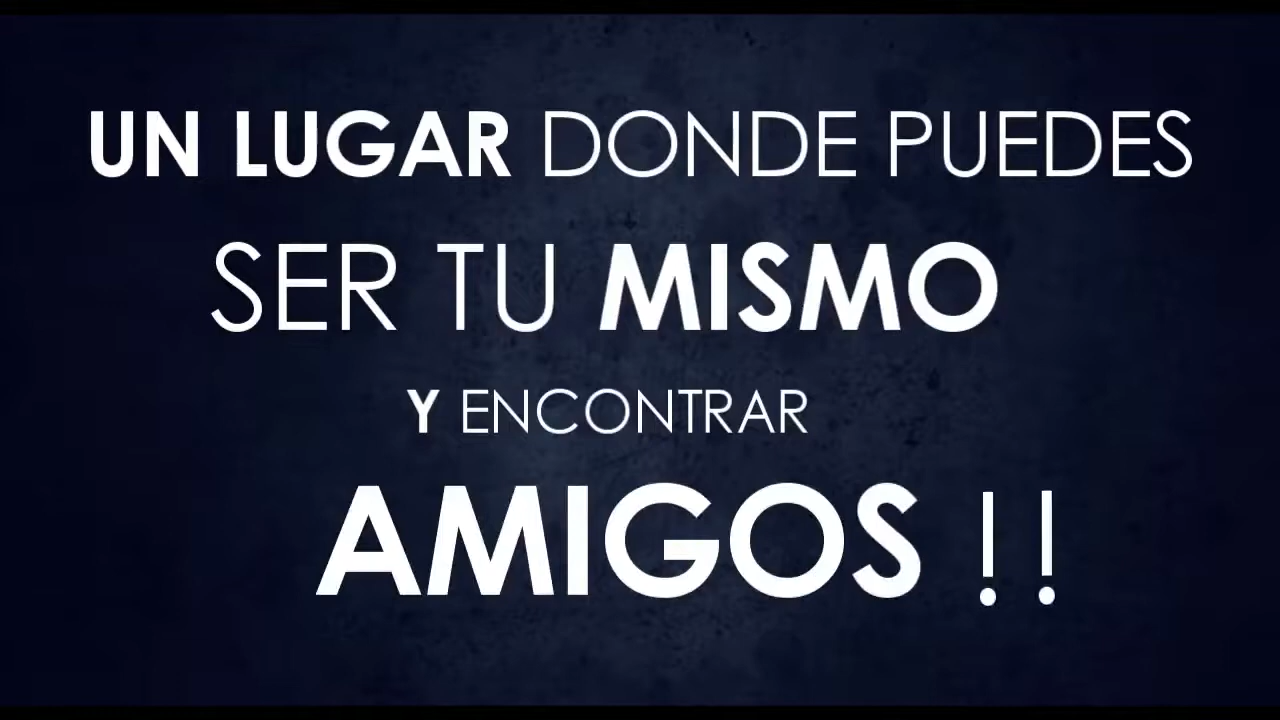 UN LUGAR DONDE PUEDES
SER TU MISMO
Y ENCONTRAR
AMIGOS !!